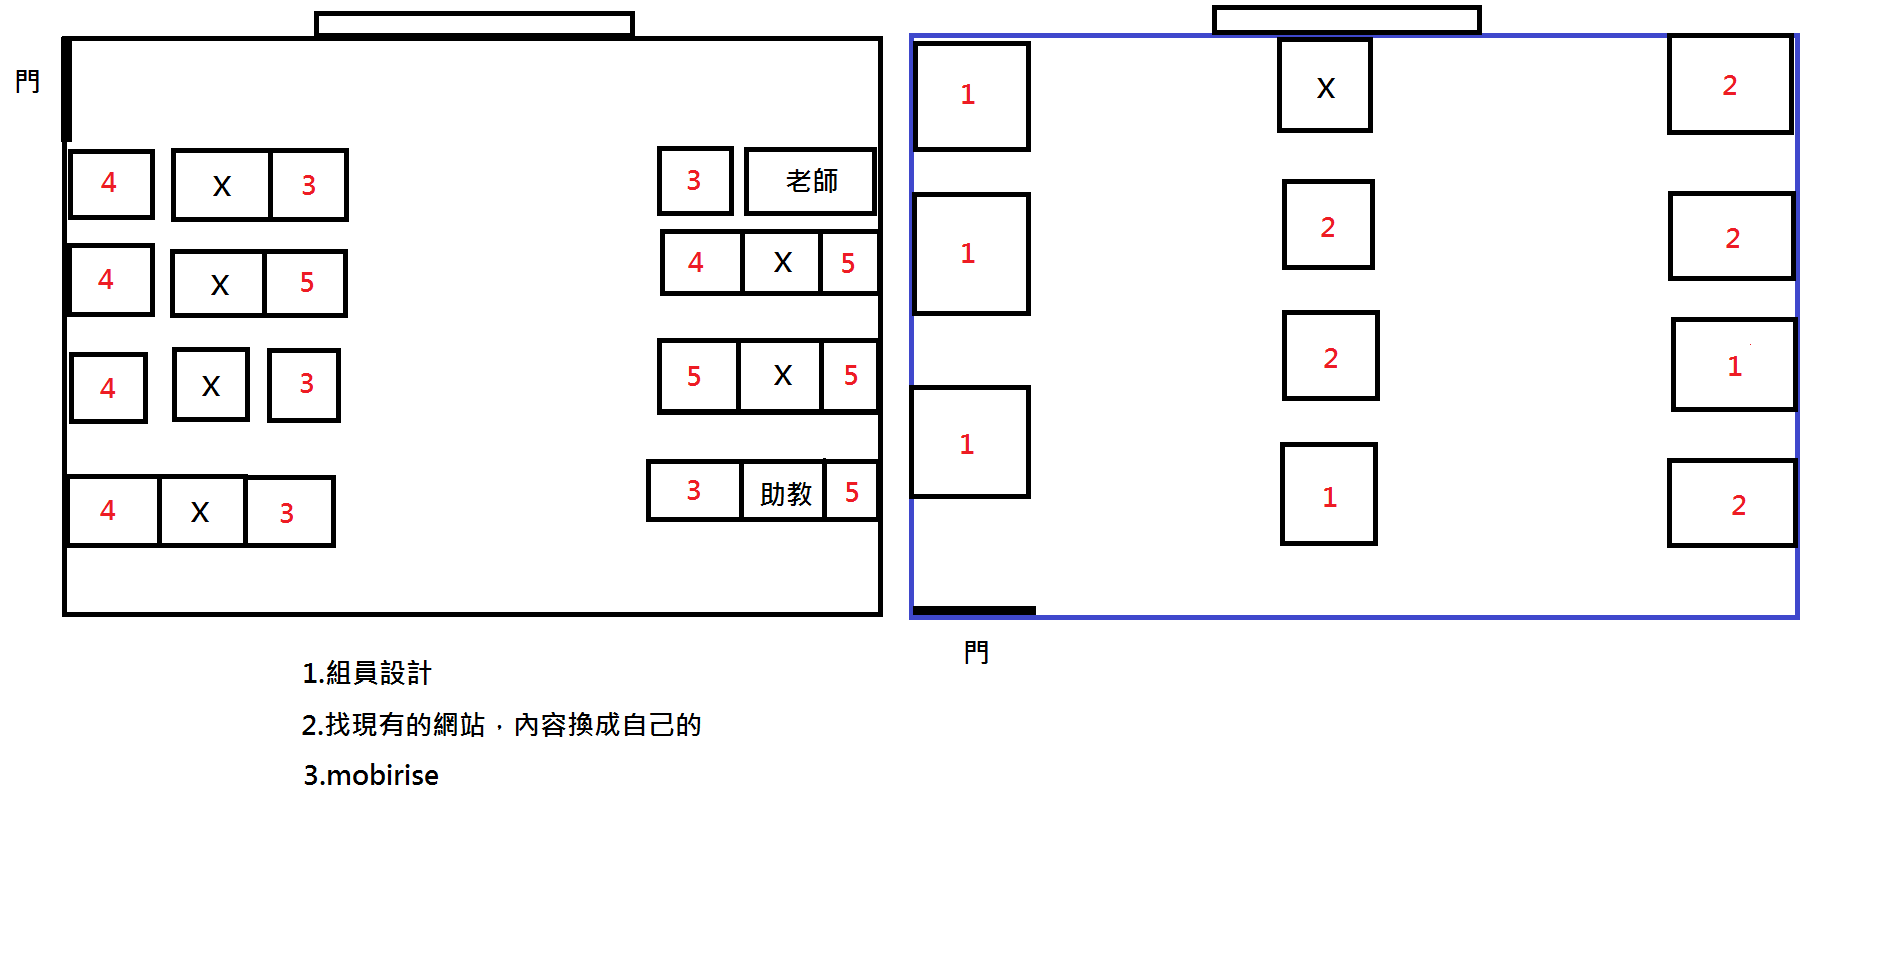 門
4 X 3 3 老師
4 X 5 4 X 5
4 X 3 5 X 5
4 X 3 3 助教 5
1 X 2
1 2 2
2 1
1 1 2
門
1.組員設計
2.找現有的網站，內容換成自己的
3.mobirise